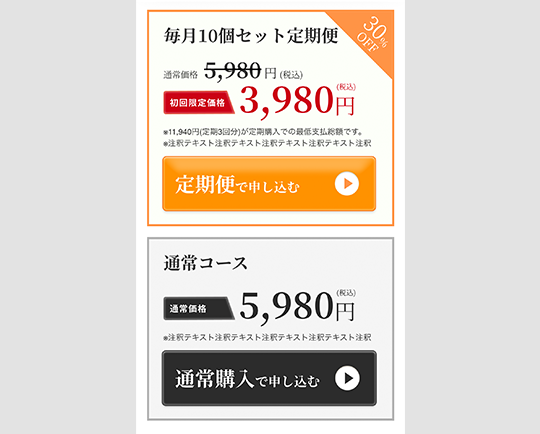 毎月10個セット定期便
30%
OFF
通常価格 5,980円(税込)
初回限定価格 3,980円(税込)
※11,940円(定期3回分)が定期購入での最低支払総額です。
※注釈テキスト注釈テキスト注釈テキスト注釈テキスト注釈
定期便で申し込む
通常コース
通常価格 5,980円(税込)
※注釈テキスト注釈テキスト注釈テキスト注釈テキスト注釈
通常購入で申し込む